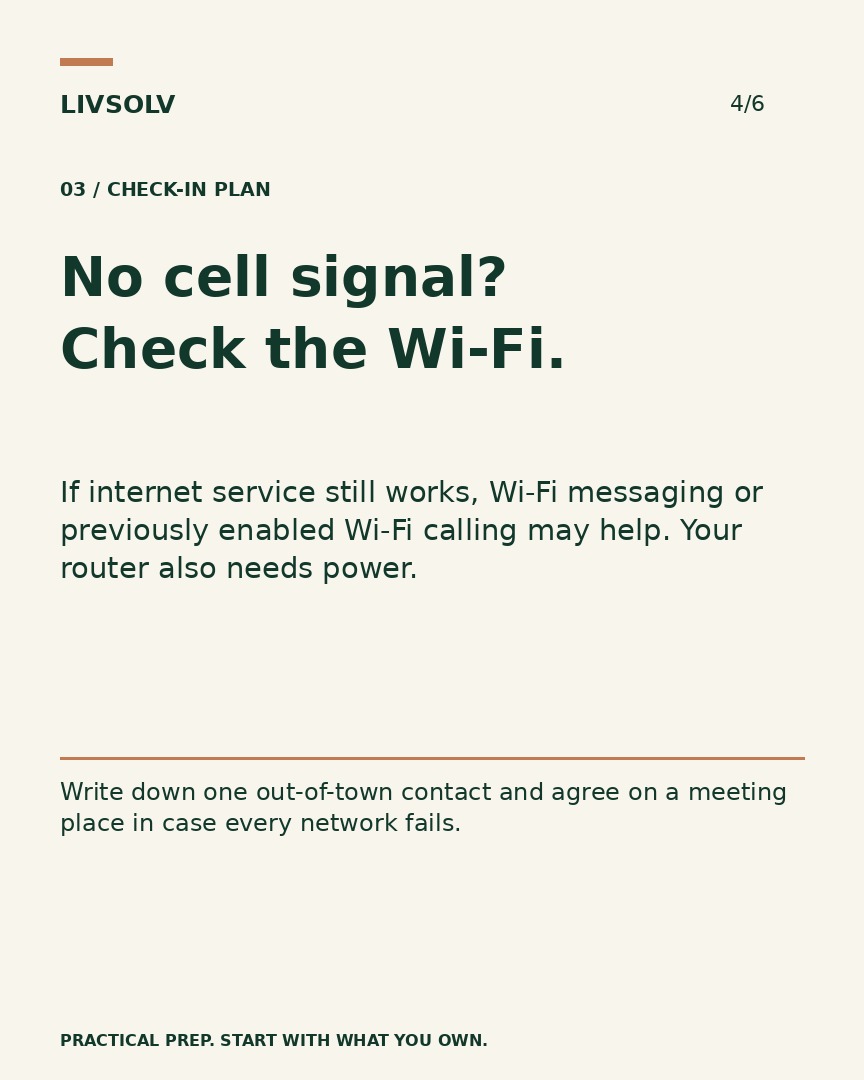 LIVSOLV
4/6
03 / CHECK-IN PLAN
No cell signal?
Check the Wi-Fi.
If internet service still works, Wi-Fi messaging or
previously enabled Wi-Fi calling may help. Your
router also needs power.
Write down one out-of-town contact and agree on a meeting
place in case every network fails.
PRACTICAL PREP. START WITH WHAT YOU OWN.